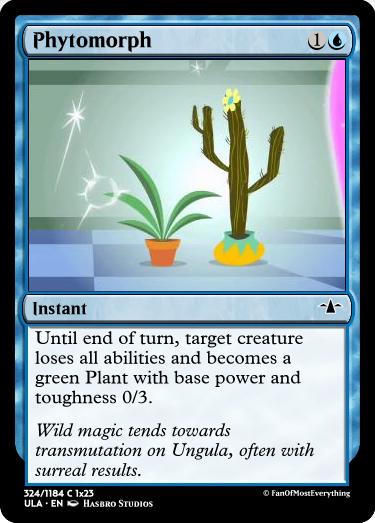 Phytomorph 1
Instant
Until end of turn, target creature
loses all abilities and becomes a
green Plant with base power and
toughness 0/3.
Wild magic tends towards
transmutation on Ungula, often with
surreal results.
324/1184 C 1x23
ULA • EN Hasbro Studios
© FanOfMostEverything